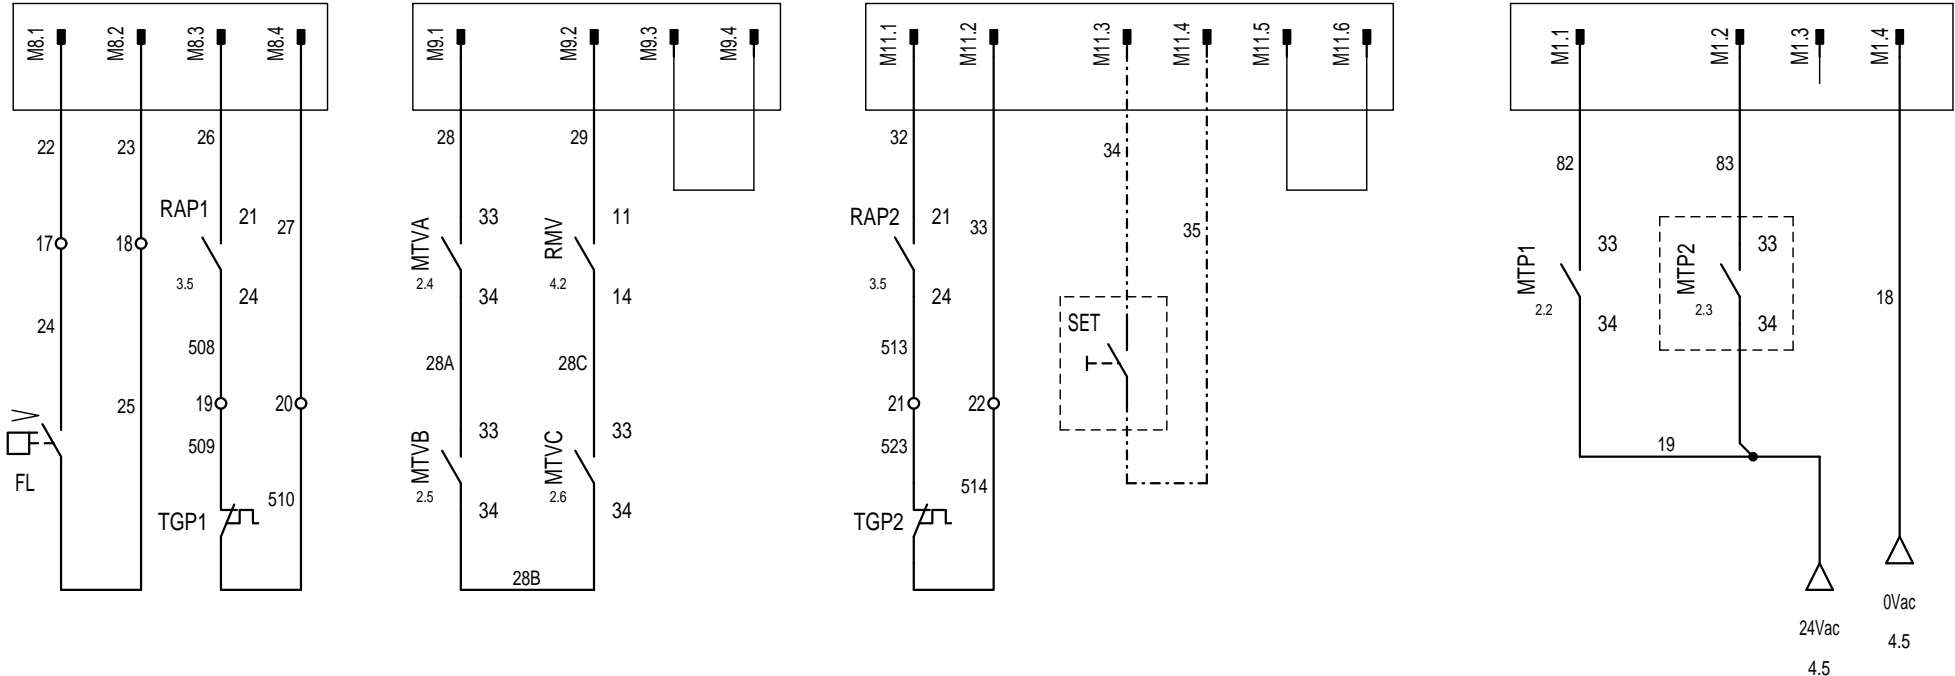 M8.1 M8.2 M8.3 M8.4 M9.1 M9.2 M9.3 M9.4 M11.1 M11.2 M11.3 M11.4 M11.5 M11.6 M1.1 M1.2 M1.3 M1.4
22 23 26 28 29 32 34 82 83
RAP1 21 27 33 11 RAP2 21 33 35
17 18 MTVA RMV MTP1 33 MTP2 33
3.5 24 2.4 34 4.2 14 3.5 24 2.2 34 2.3 34 18
24 508 28A 28C 513 SET
25 19 20 21 22
509 MTVB 33 MTVC 33 523 19
FL 510 2.5 34 2.6 34 514
TGP1 TGP2
28B
0Vac
24Vac 4.5
4.5